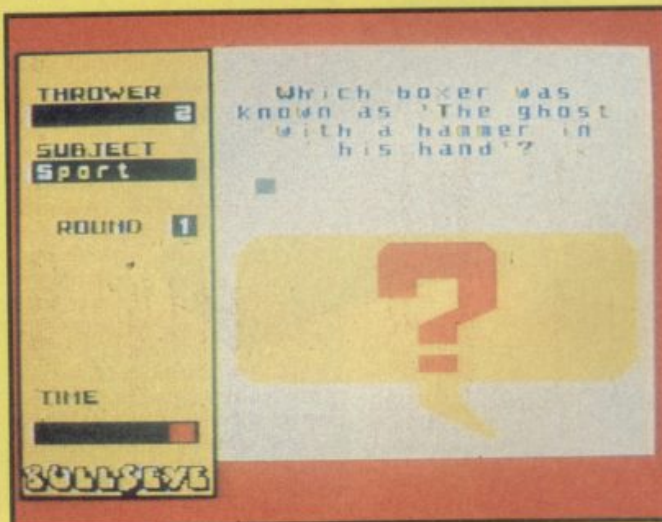 THROWER
2
SUBJECT
Sport
ROUND 1
TIME
BULLSEYE
Which boxer was
known as 'The ghost
with a hammer in
his hand'?
?